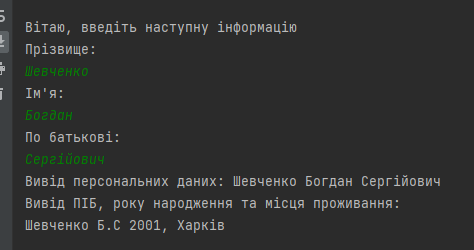 Вітаю, введіть наступну інформацію
Прізвище:
Шевченко
Ім'я:
Богдан
По батькові:
Сергійович
Вивід персональних даних: Шевченко Богдан Сергійович
Вивід ПІБ, року народження та місця проживання:
Шевченко Б.С 2001, Харків